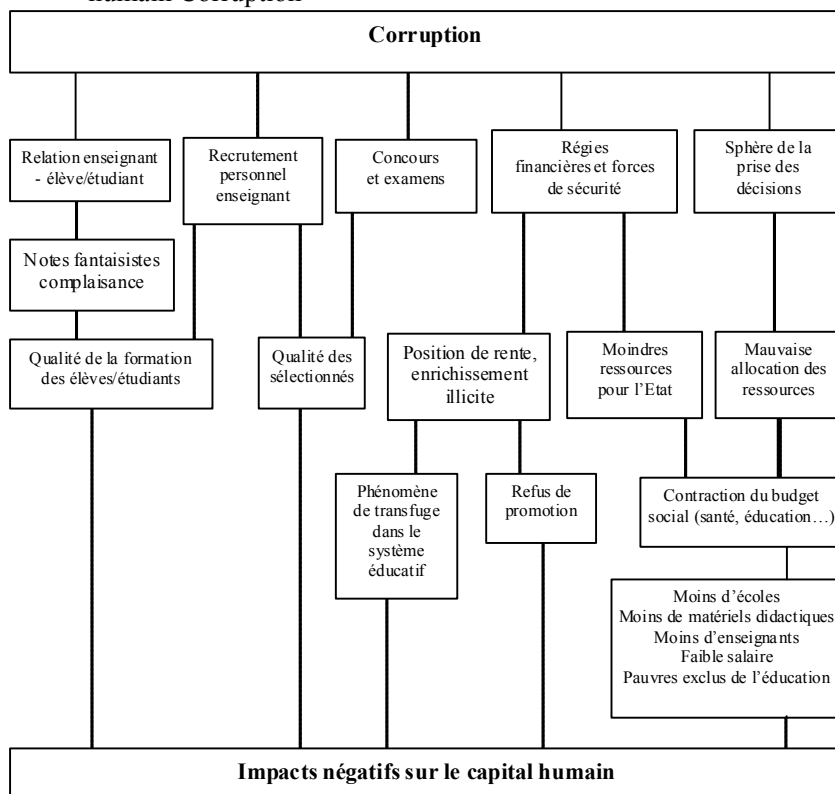 humain Corruption
Corruption
Relation enseignant
- élève/étudiant
Recrutement
personnel
enseignant
Concours
et examens
Régies
financières et forces
de sécurité
Sphère de la
prise des
décisions
Notes fantaisistes
complaisance
Qualité de la formation
des élèves/étudiants
Qualité des
sélectionnés
Position de rente,
enrichissement
illicite
Moindres
ressources
pour l'Etat
Mauvaise
allocation des
ressources
Phénomène
de transfuge
dans le
système
éducatif
Refus de
promotion
Contraction du budget
social (santé, éducation…)
Moins d'écoles
Moins de matériels didactiques
Moins d'enseignants
Faible salaire
Pauvres exclus de l'éducation
Impacts négatifs sur le capital humain